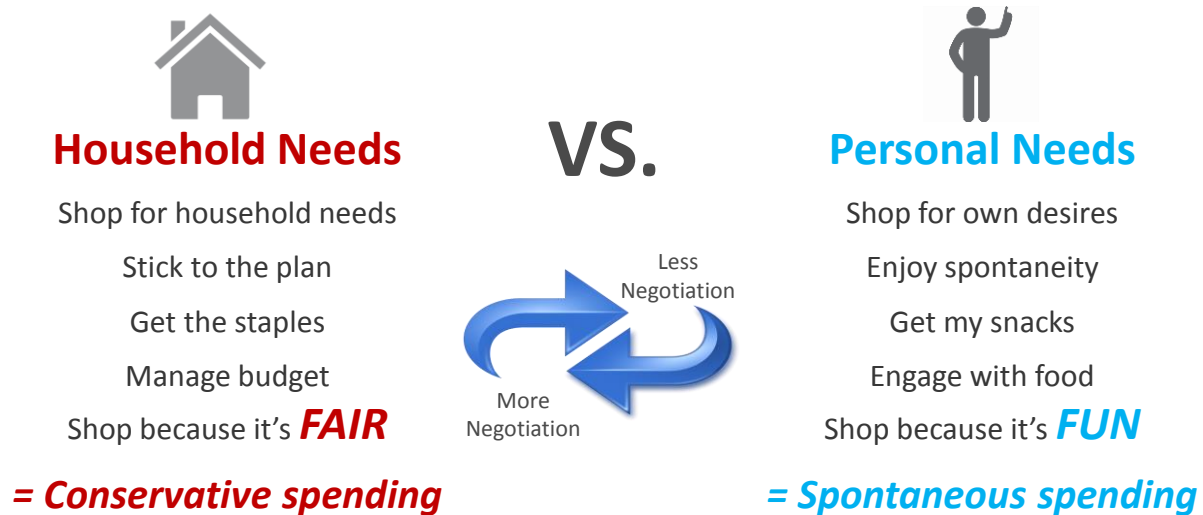 Household Needs
Shop for household needs
Stick to the plan
Get the staples
Manage budget
Shop because it’s FAIR
= Conservative spending
VS.
Less
Negotiation
More
Negotiation
Personal Needs
Shop for own desires
Enjoy spontaneity
Get my snacks
Engage with food
Shop because it’s FUN
= Spontaneous spending